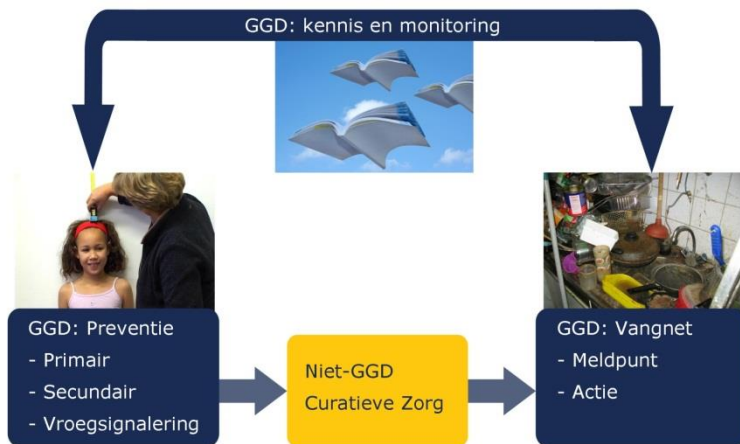 GGD: kennis en monitoring
GGD: Preventie
- Primair
- Secundair
- Vroegsignalering
Niet-GGD
Curatieve Zorg
GGD: Vangnet
- Meldpunt
- Actie